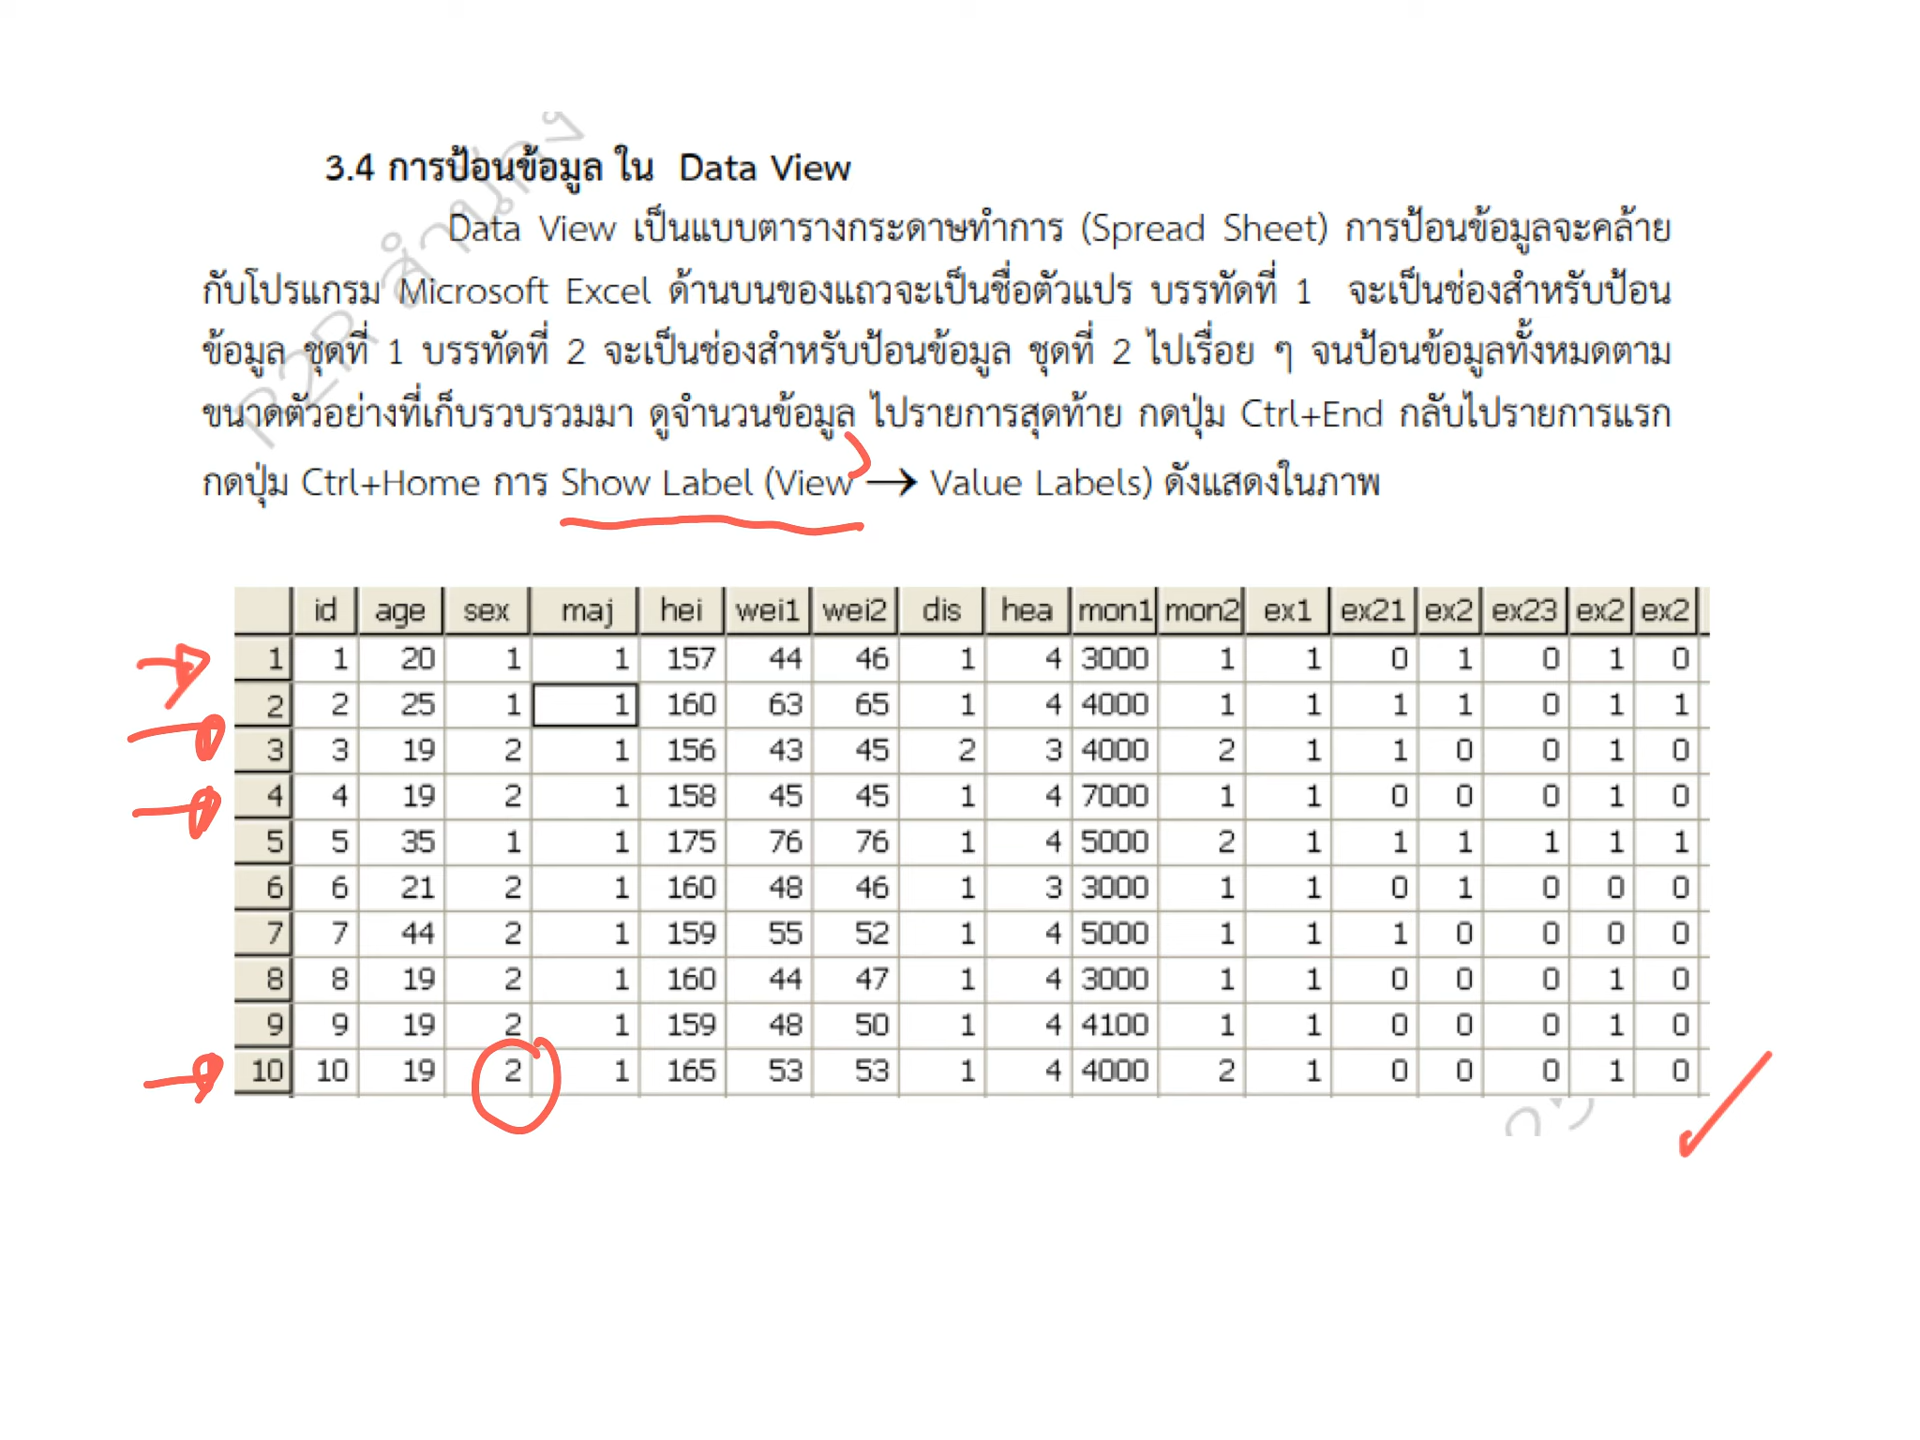 3.4 การป้อนข้อมูล ใน Data View
Data View เป็นแบบตารางกระดาษทำการ (Spread Sheet) การป้อนข้อมูลจะคล้าย
กับโปรแกรม Microsoft Excel ด้านบนของแถวจะเป็นชื่อตัวแปร บรรทัดที่ 1 จะเป็นช่องสำหรับป้อน
ข้อมูล ชุดที่ 1 บรรทัดที่ 2 จะเป็นช่องสำหรับป้อนข้อมูล ชุดที่ 2 ไปเรื่อย ๆ จนป้อนข้อมูลทั้งหมดตาม
ขนาดตัวอย่างที่เก็บรวบรวมมา ดูจำนวนข้อมูล ไปรายการสุดท้าย กดปุ่ม Ctrl+End กลับไปรายการแรก
กดปุ่ม Ctrl+Home การ Show Label (View → Value Labels) ดังแสดงในภาพ
id age sex maj hei wei1 wei2 dis hea mon1 mon2 ex1 ex21 ex2 ex23 ex2 ex2
1 1 20 1 1 157 44 46 1 4 3000 1 1 0 1 0 1 0
2 2 25 1 1 160 63 65 1 4 4000 1 1 1 1 0 1 1
3 3 19 2 1 156 43 45 2 3 4000 2 1 1 0 0 1 0
4 4 19 2 1 158 45 45 1 4 7000 1 1 0 0 0 1 0
5 5 35 1 1 175 76 76 1 4 5000 2 1 1 1 1 1 1
6 6 21 2 1 160 48 46 1 3 3000 1 1 0 1 0 0 0
7 7 44 2 1 159 55 52 1 4 5000 1 1 1 0 0 0 0
8 8 19 2 1 160 44 47 1 4 3000 1 1 0 0 0 1 0
9 9 19 2 1 159 48 50 1 4 4100 1 1 0 0 0 1 0
10 10 19 2 1 165 53 53 1 4 4000 2 1 0 0 0 1 0